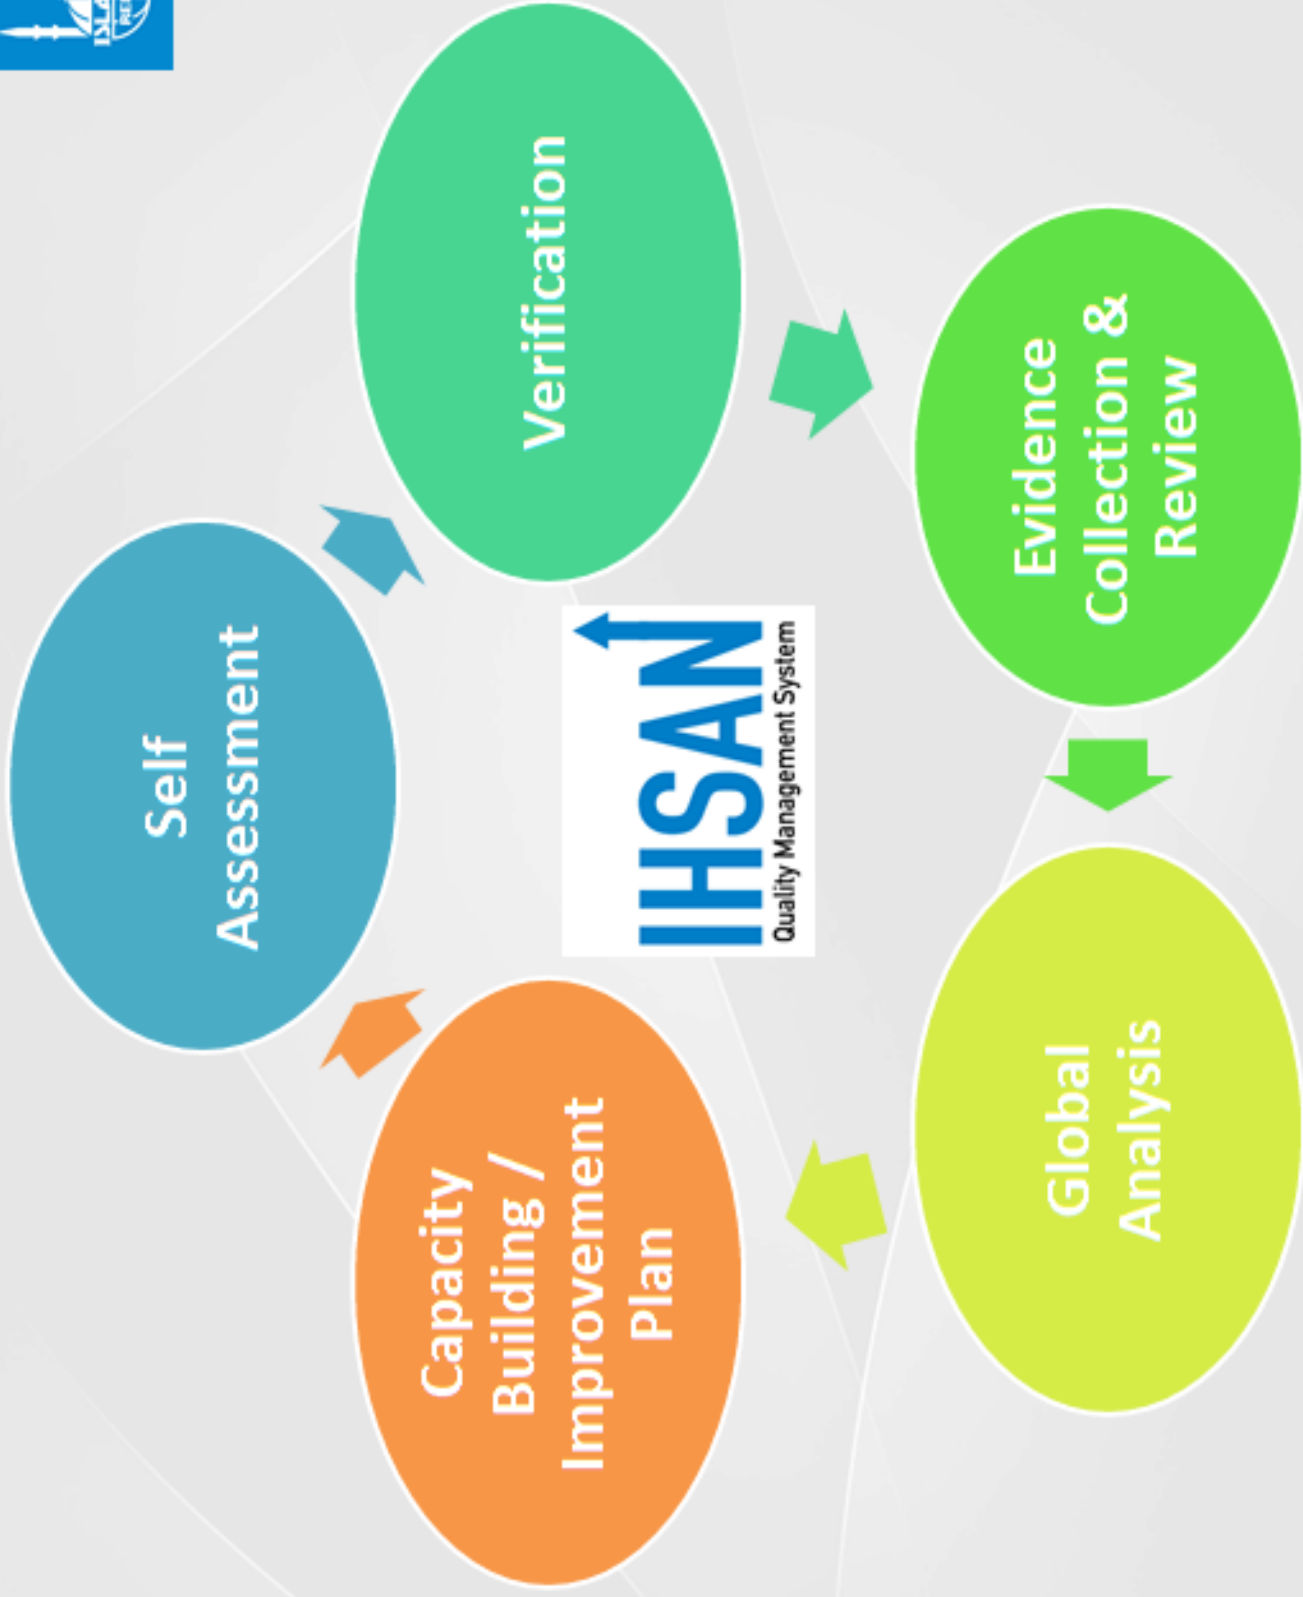 Self
Assessment
Verification
Evidence
Collection &
Review
Global
Analysis
Capacity
Building /
Improvement
Plan
IHSAN
Quality Management System